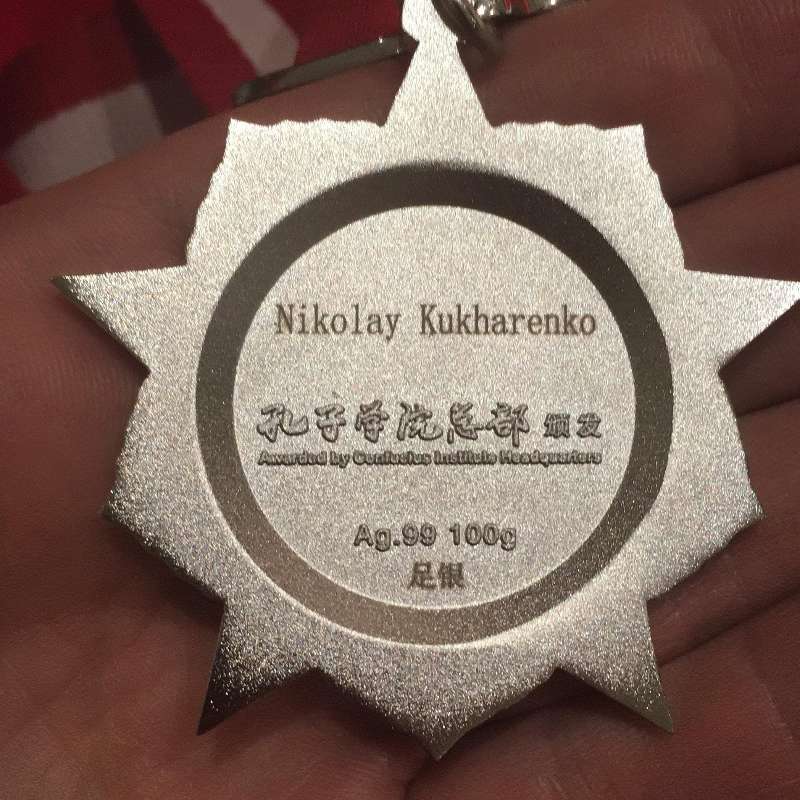 Nikolay Kukharenko
孔子学院总部 颁发
Awarded by Confucius Institute Headquarters
Ag.99 100g
足银